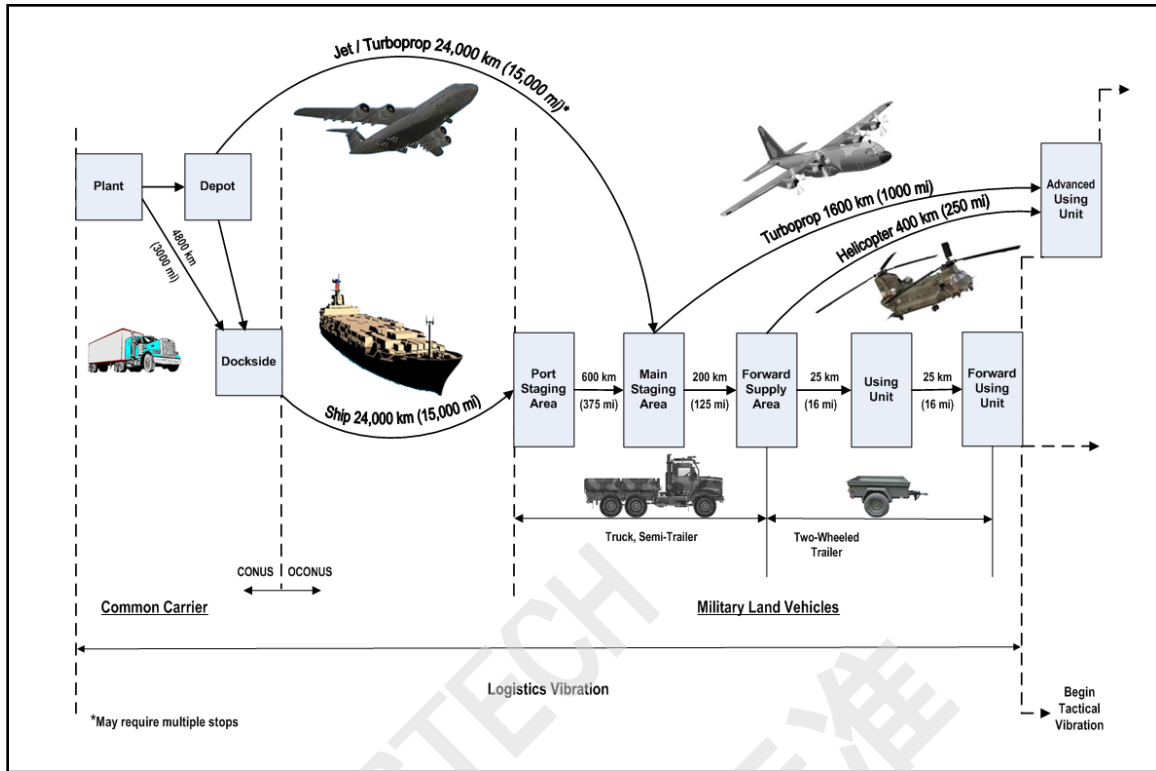 Jet / Turboprop 24,000 km (15,000 mi)*
Plant
Depot
4800 km
(3000 mi)
Dockside
Ship 24,000 km (15,000 mi)
Turboprop 1600 km (1000 mi)
Helicopter 400 km (250 mi)
Advanced
Using
Unit
Port
Staging
Area
600 km
(375 mi)
Main
Staging
Area
200 km
(125 mi)
Forward
Supply
Area
25 km
(16 mi)
Using
Unit
25 km
(16 mi)
Forward
Using
Unit
Truck, Semi-Trailer
Two-Wheeled
Trailer
CONUS
OCONUS
Common Carrier
Military Land Vehicles
Logistics Vibration
*May require multiple stops
Begin
Tactical
Vibration